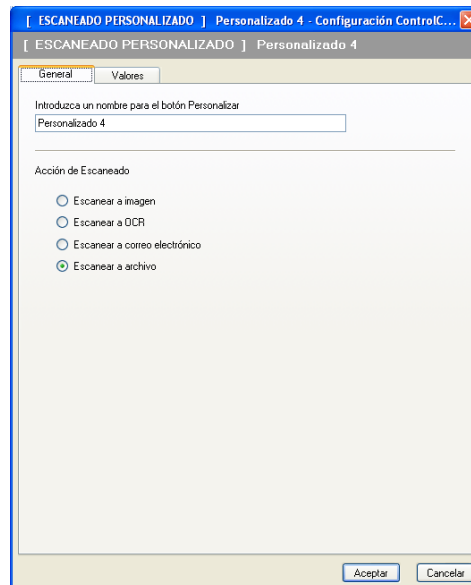 [ ESCANEADO PERSONALIZADO ] Personalizado 4 - Configuración ControlC...
[ ESCANEADO PERSONALIZADO ] Personalizado 4
General Valores
Introduzca un nombre para el botón Personalizar
Personalizado 4
Acción de Escaneado
Escanear a imagen
Escanear a OCR
Escanear a correo electrónico
Escanear a archivo
Aceptar Cancelar